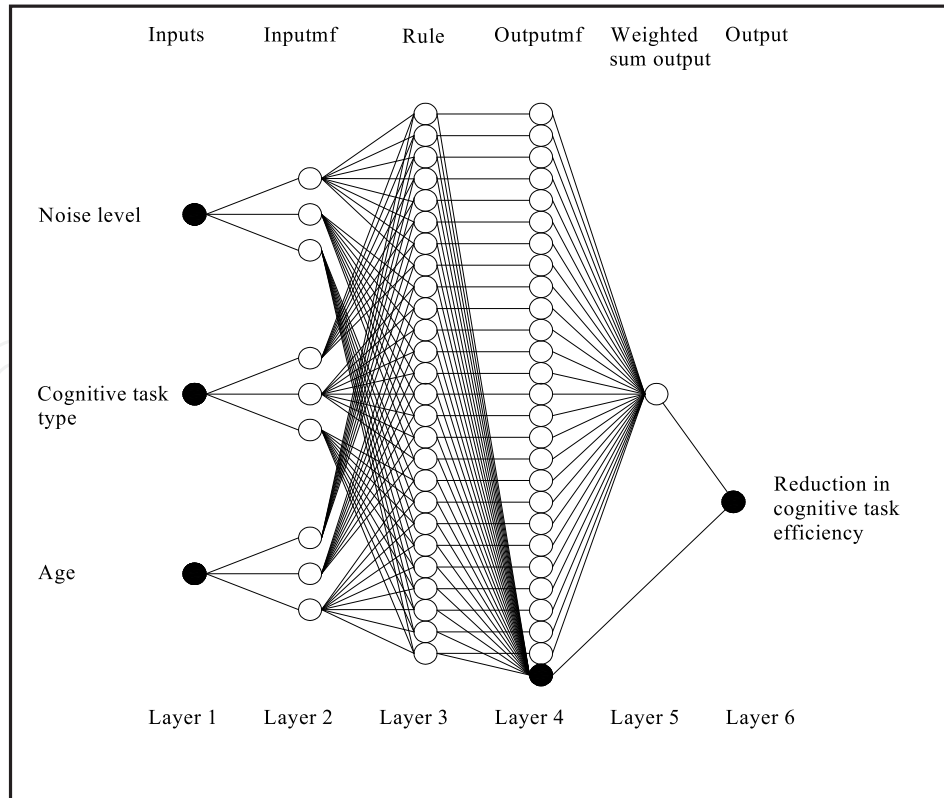 Inputs
Inputmf
Rule
Outputmf
Weighted
sum output
Output
Noise level
Cognitive task
type
Age
Reduction in
cognitive task
efficiency
Layer 1
Layer 2
Layer 3
Layer 4
Layer 5
Layer 6